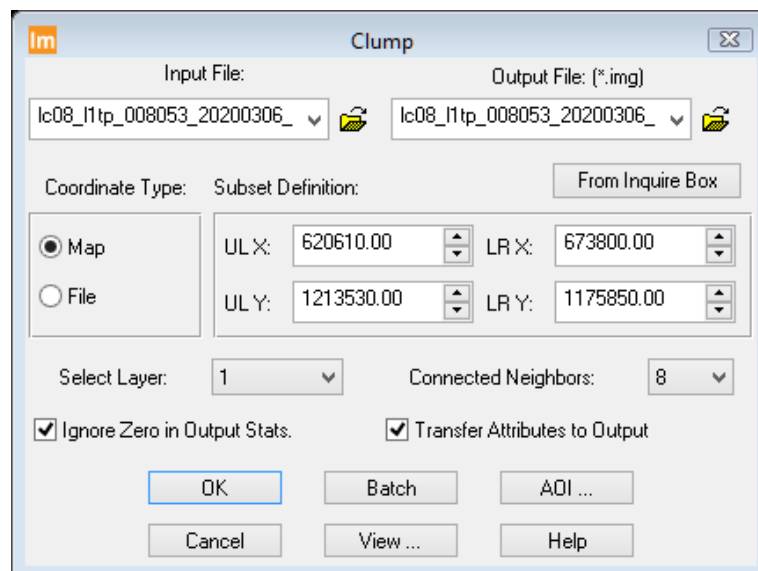 Im Clump
Input File: Output File: (*.img)
lc08_l1tp_008053_20200306_ lc08_l1tp_008053_20200306_
Coordinate Type: Subset Definition: From Inquire Box
Map UL X: 620610.00 LR X: 673800.00
File UL Y: 1213530.00 LR Y: 1175850.00
Select Layer: 1 Connected Neighbors: 8
Ignore Zero in Output Stats. Transfer Attributes to Output
OK Batch AOI ...
Cancel View ... Help